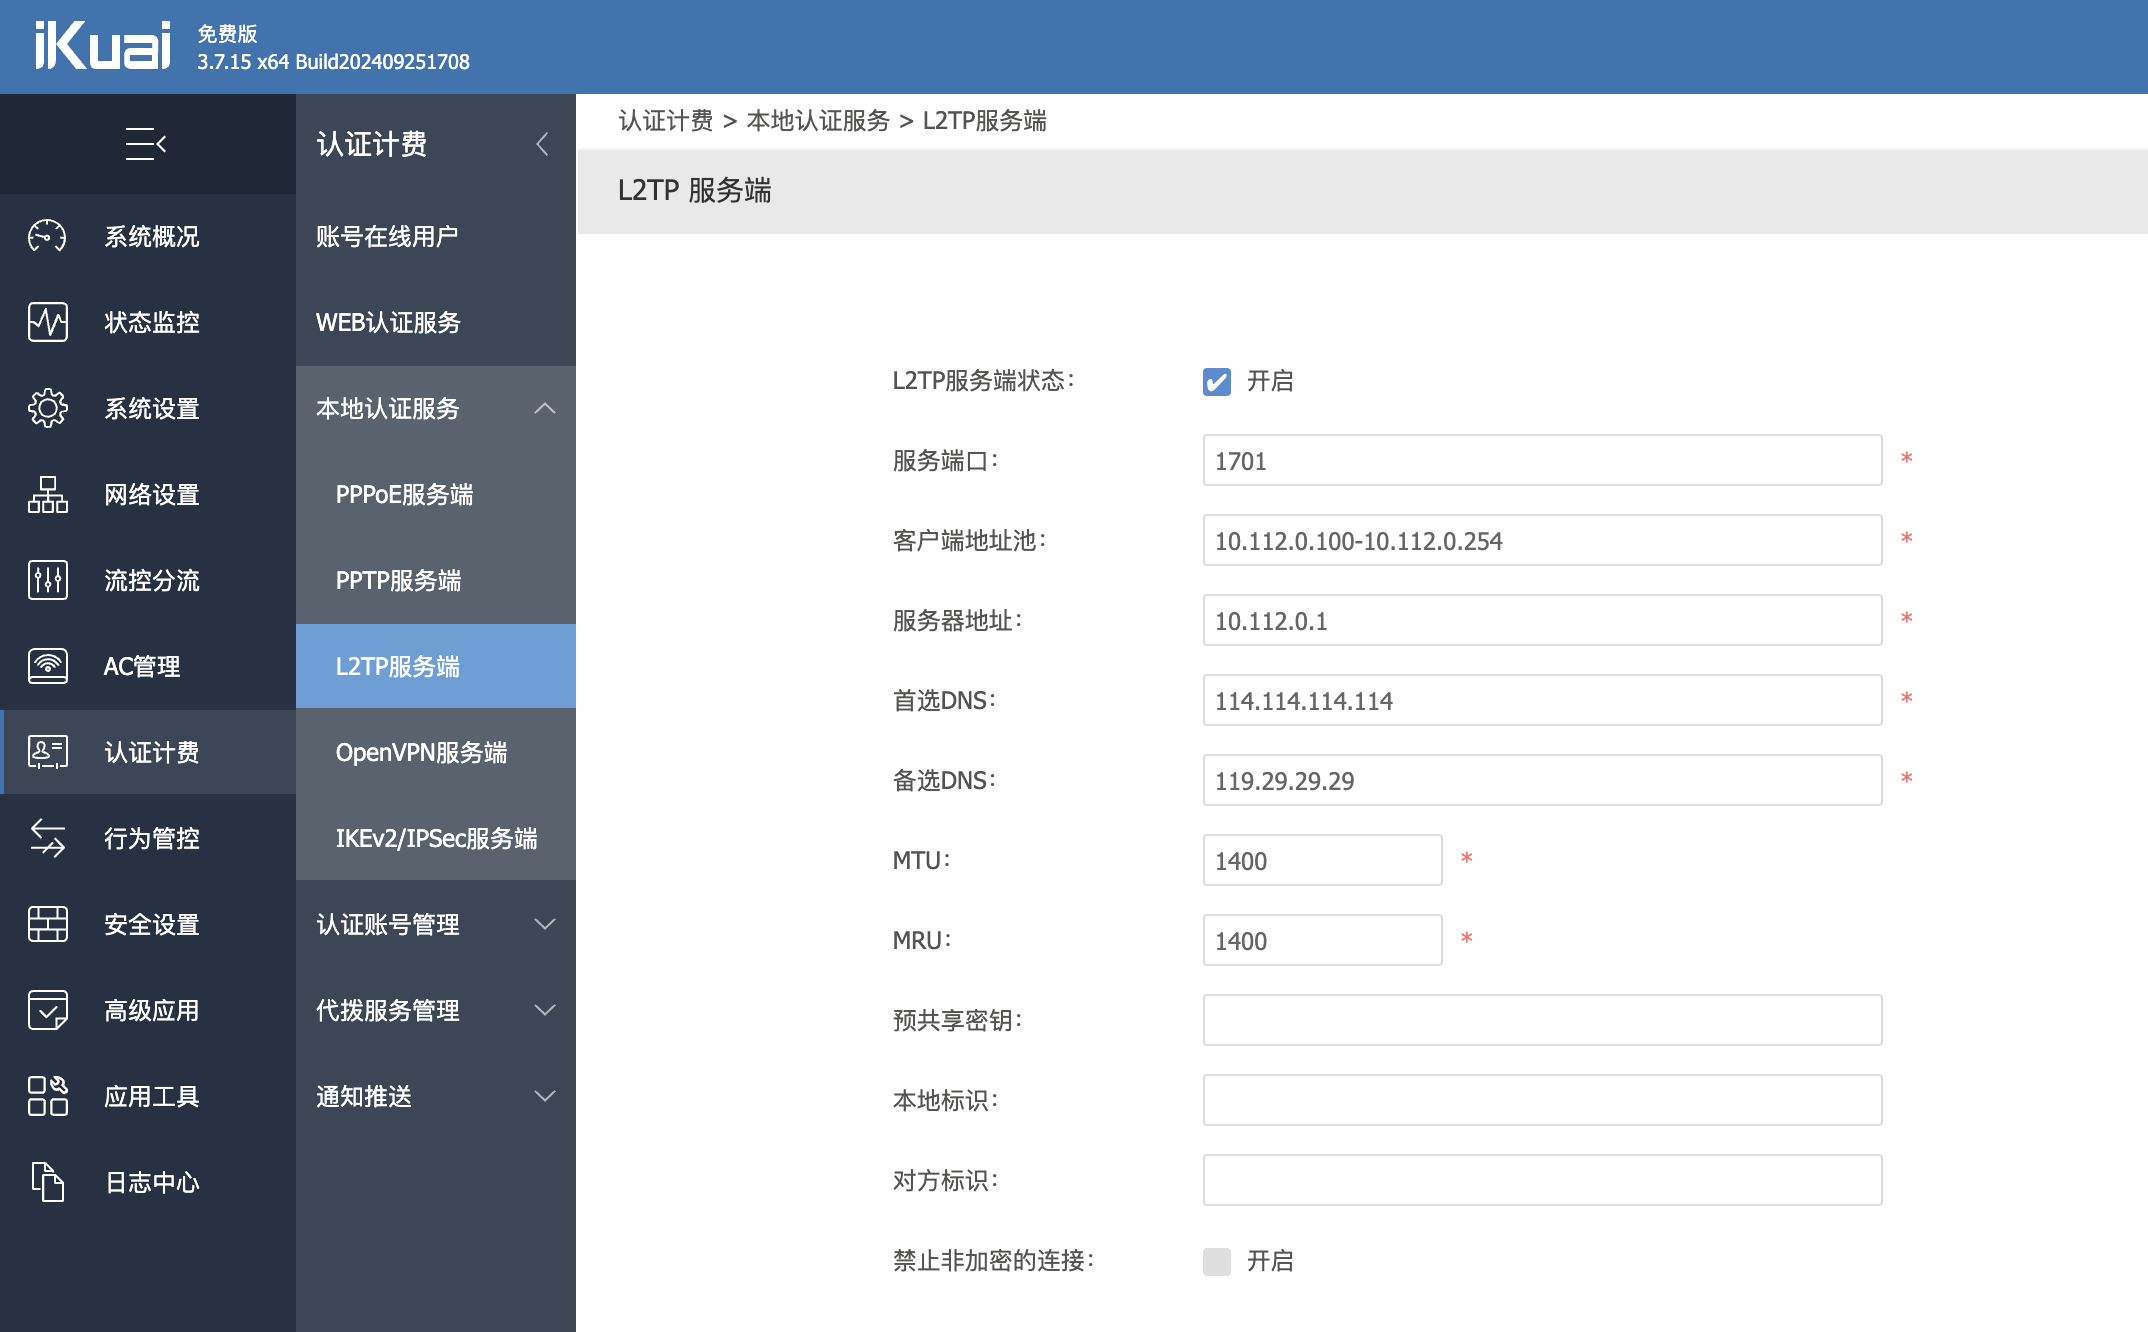 iKuai
免费版
3.7.15 x64 Build202409251708
系统概况
状态监控
系统设置
网络设置
流控分流
AC管理
认证计费
行为管控
安全设置
高级应用
应用工具
日志中心
认证计费
账号在线用户
WEB认证服务
本地认证服务
PPPoE服务端
PPTP服务端
L2TP服务端
OpenVPN服务端
IKEv2/IPSec服务端
认证账号管理
代拨服务管理
通知推送
认证计费 > 本地认证服务 > L2TP服务端
L2TP 服务端
L2TP服务端状态: 开启
服务端口: 1701 *
客户端地址池: 10.112.0.100-10.112.0.254 *
服务器地址: 10.112.0.1 *
首选DNS: 114.114.114.114 *
备选DNS: 119.29.29.29 *
MTU: 1400 *
MRU: 1400 *
预共享密钥:
本地标识:
对方标识:
禁止非加密的连接: 开启